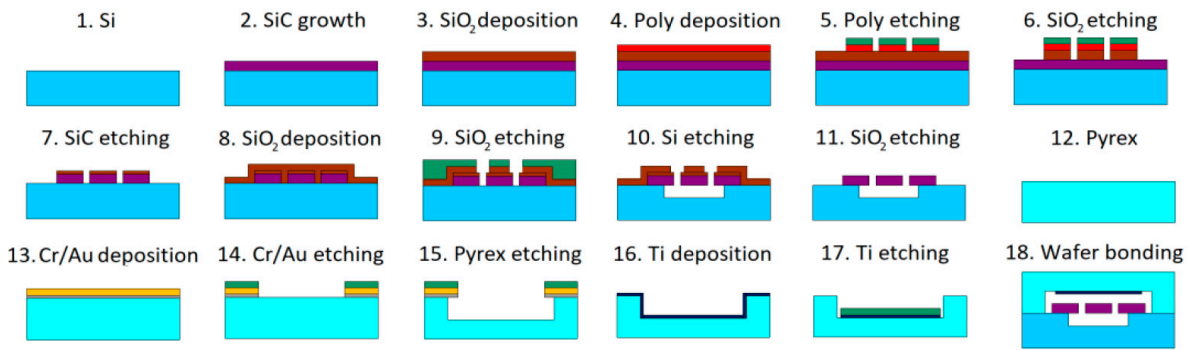 1. Si
2. SiC growth
3. SiO₂ deposition
4. Poly deposition
5. Poly etching
6. SiO₂ etching
7. SiC etching
8. SiO₂ deposition
9. SiO₂ etching
10. Si etching
11. SiO₂ etching
12. Pyrex
13. Cr/Au deposition
14. Cr/Au etching
15. Pyrex etching
16. Ti deposition
17. Ti etching
18. Wafer bonding